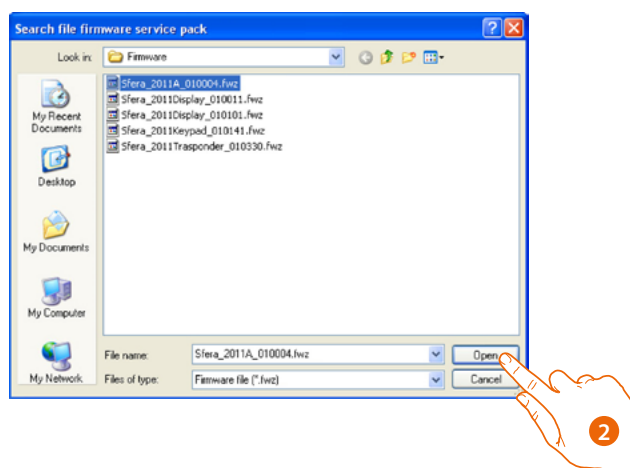 Search file firmware service pack
Look in:
Firmware
Sfera_2011A_010004.fwz
Sfera_2011Display_010011.fwz
Sfera_2011Display_010101.fwz
Sfera_2011Keypad_010141.fwz
Sfera_2011Trasponder_010330.fwz
My Recent
Documents
Desktop
My Documents
My Computer
My Network
File name:
Sfera_2011A_010004.fwz
Open
Files of type:
Firmware file (*.fwz)
Cancel
2